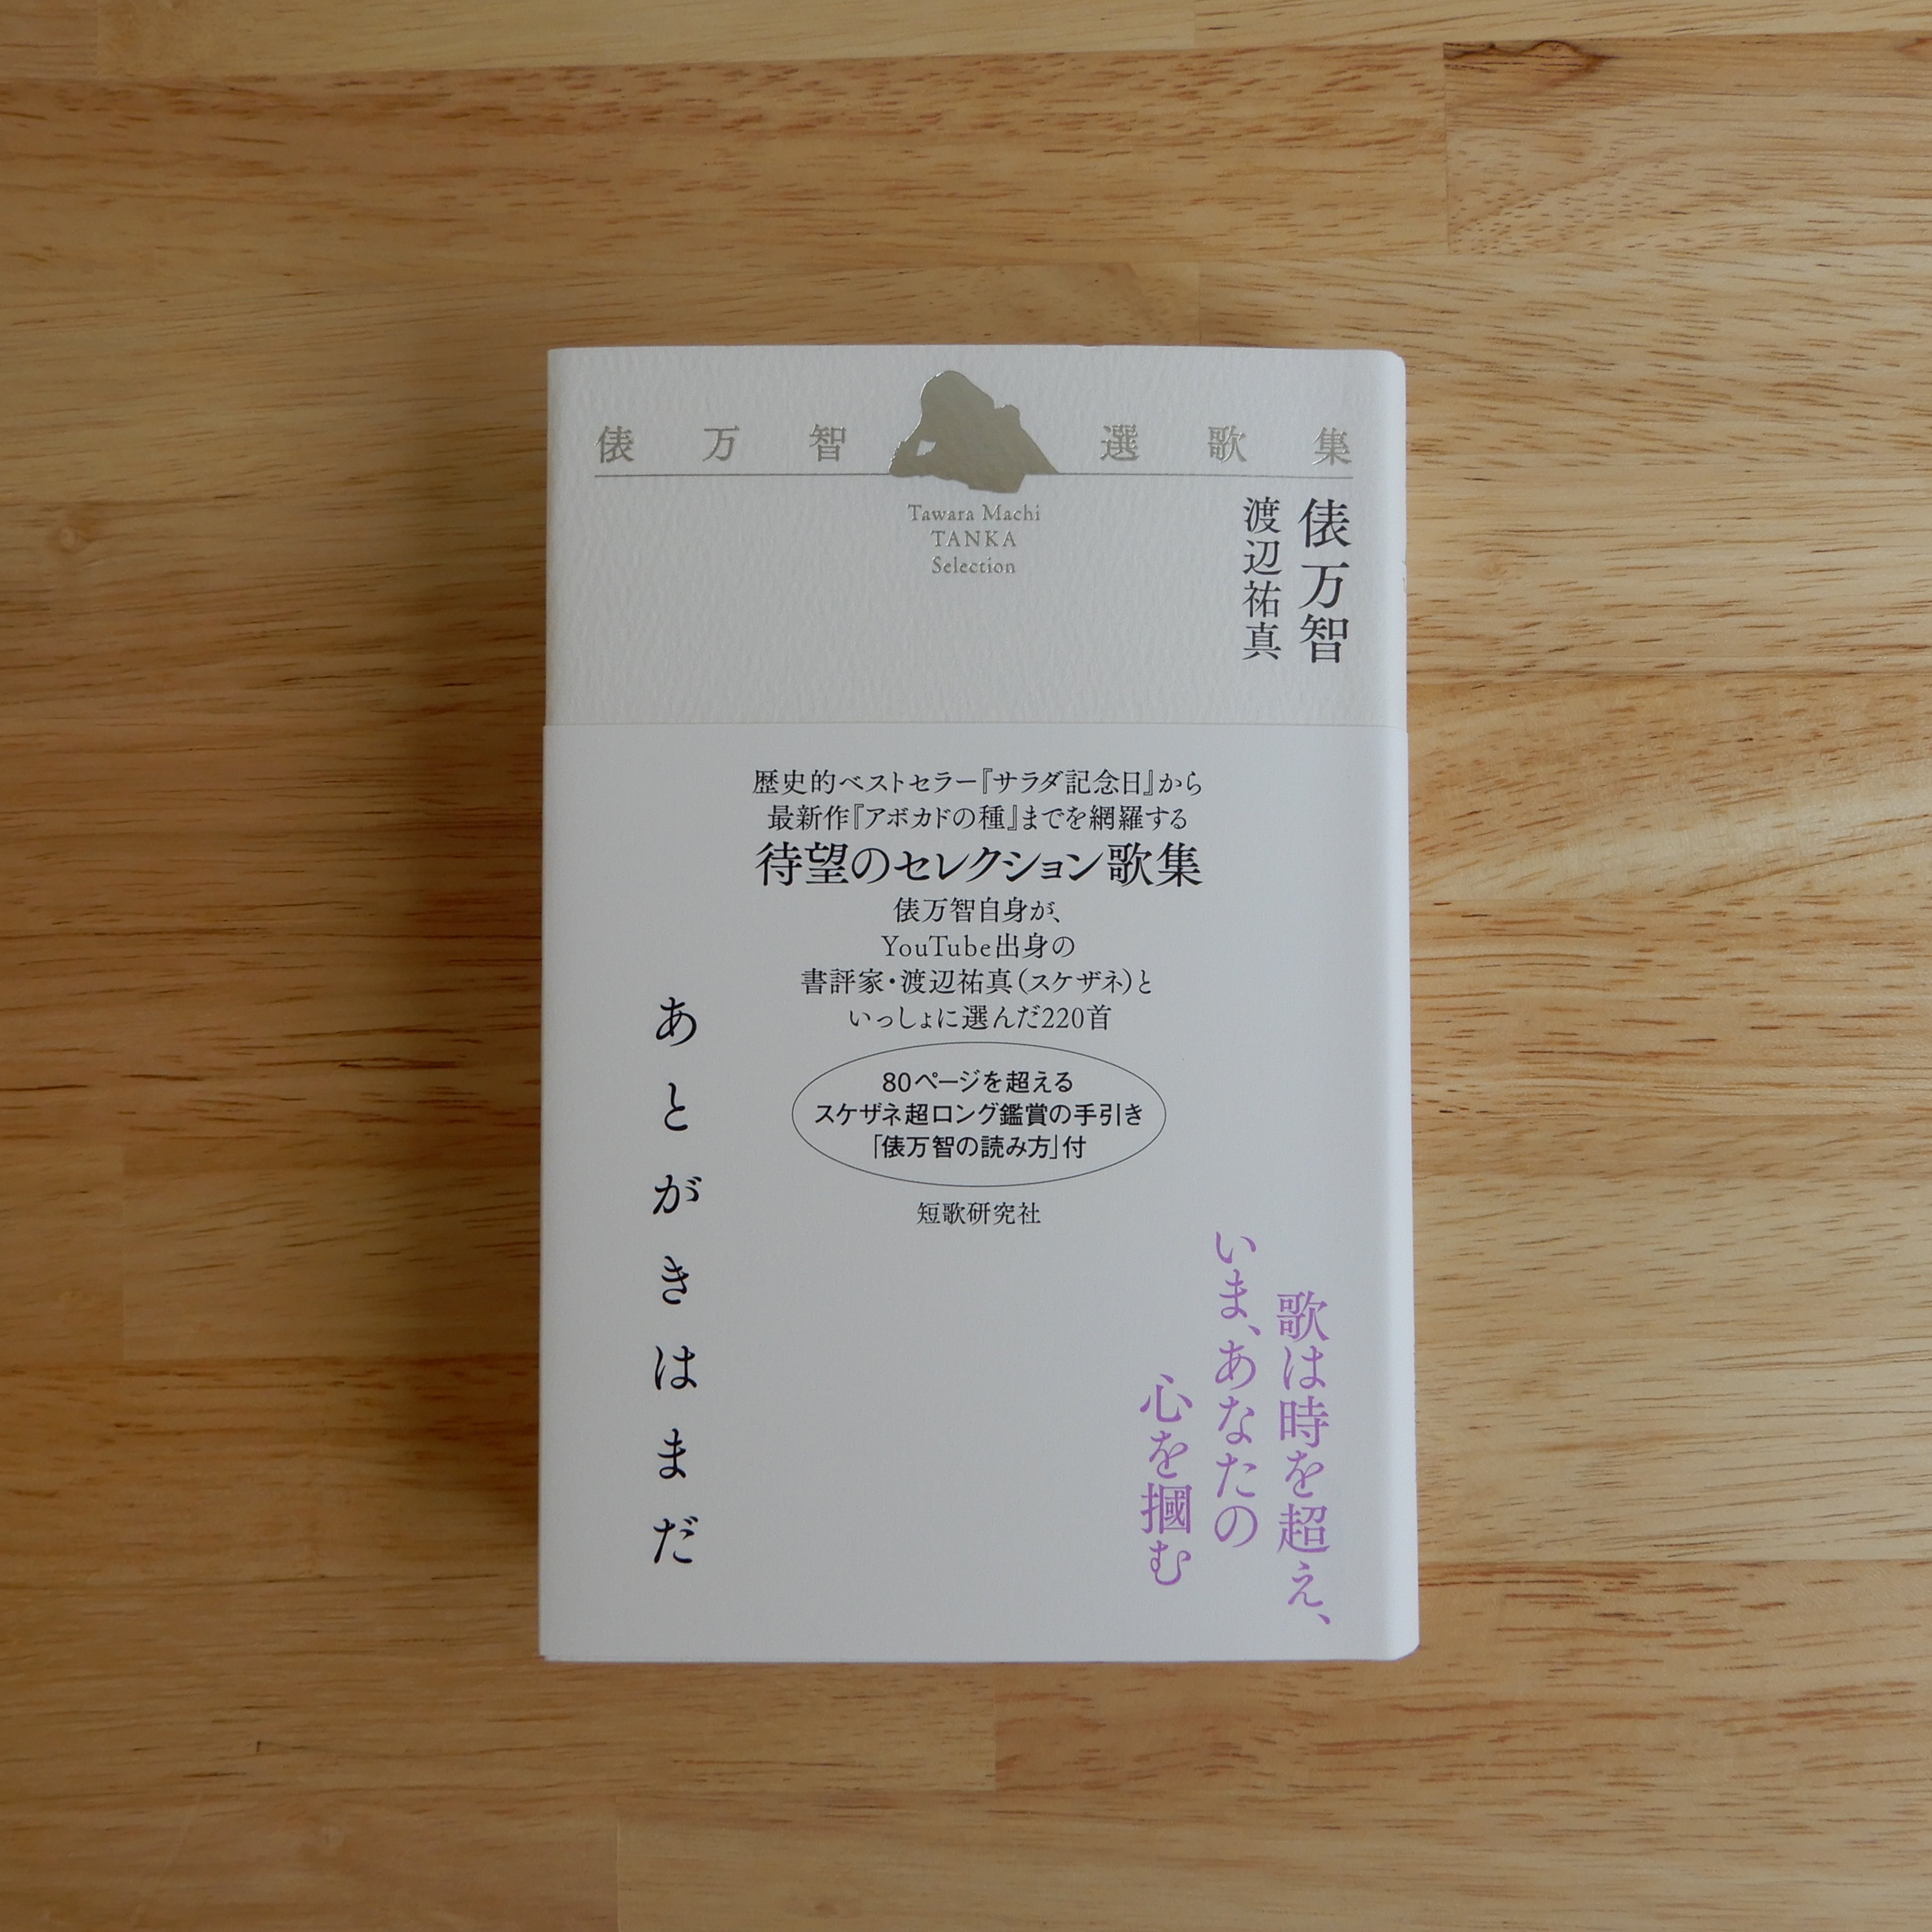 俵万智選歌集
Tawara Machi
TANKA
Selection
俵万智
渡辺祐真
歴史的ベストセラー『サラダ記念日』から
最新作『アボカドの種』までを網羅する
待望のセレクション歌集
俵万智自身が、
YouTube出身の
書評家・渡辺祐真（スケザネ）と
いっしょに選んだ220首
80ページを超える
スケザネ超ロング鑑賞の手引き
「俵万智の読み方」付
短歌研究社
歌は時を超え、
いま、あなたの
心を摑む
あとがきはまだ